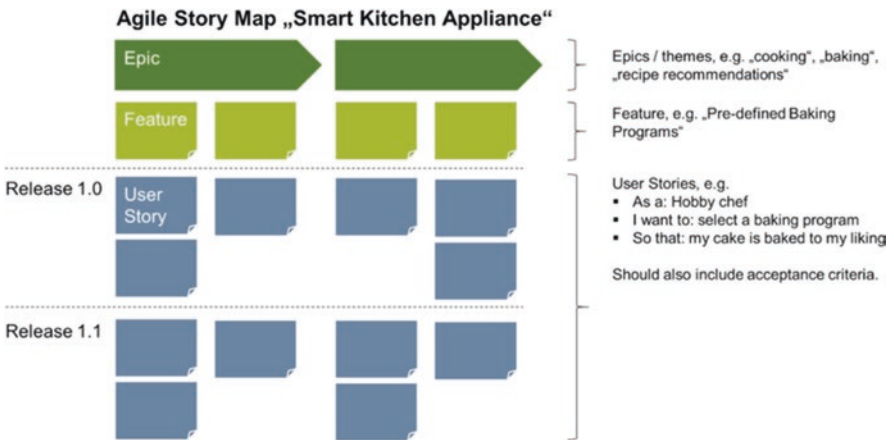 Agile Story Map „Smart Kitchen Appliance“
Epic
Epics / themes, e.g. „cooking“, „baking“,
„recipe recommendations“
Feature
Feature, e.g. „Pre-defined Baking
Programs“
Release 1.0
User
Story
User Stories, e.g.
▪ As a: Hobby chef
▪ I want to: select a baking program
▪ So that: my cake is baked to my liking
Should also include acceptance criteria.
Release 1.1